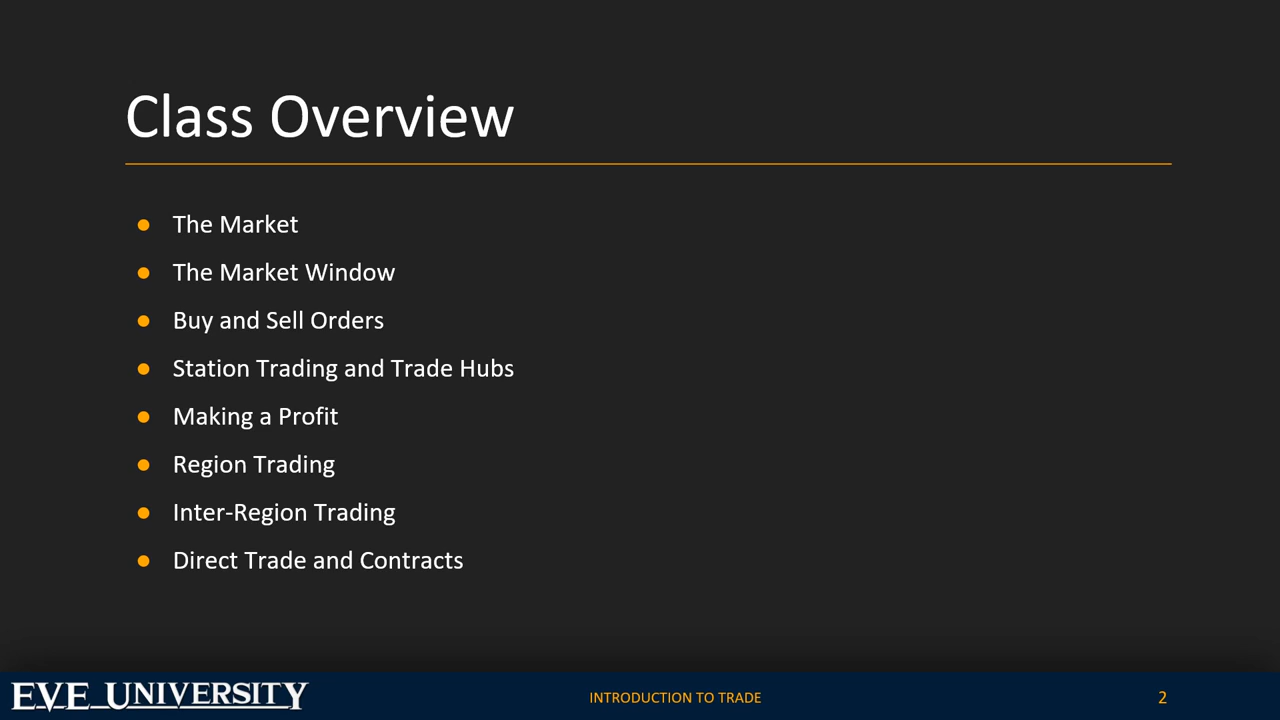 Class Overview
The Market
The Market Window
Buy and Sell Orders
Station Trading and Trade Hubs
Making a Profit
Region Trading
Inter-Region Trading
Direct Trade and Contracts
EVE UNIVERSITY
INTRODUCTION TO TRADE
2